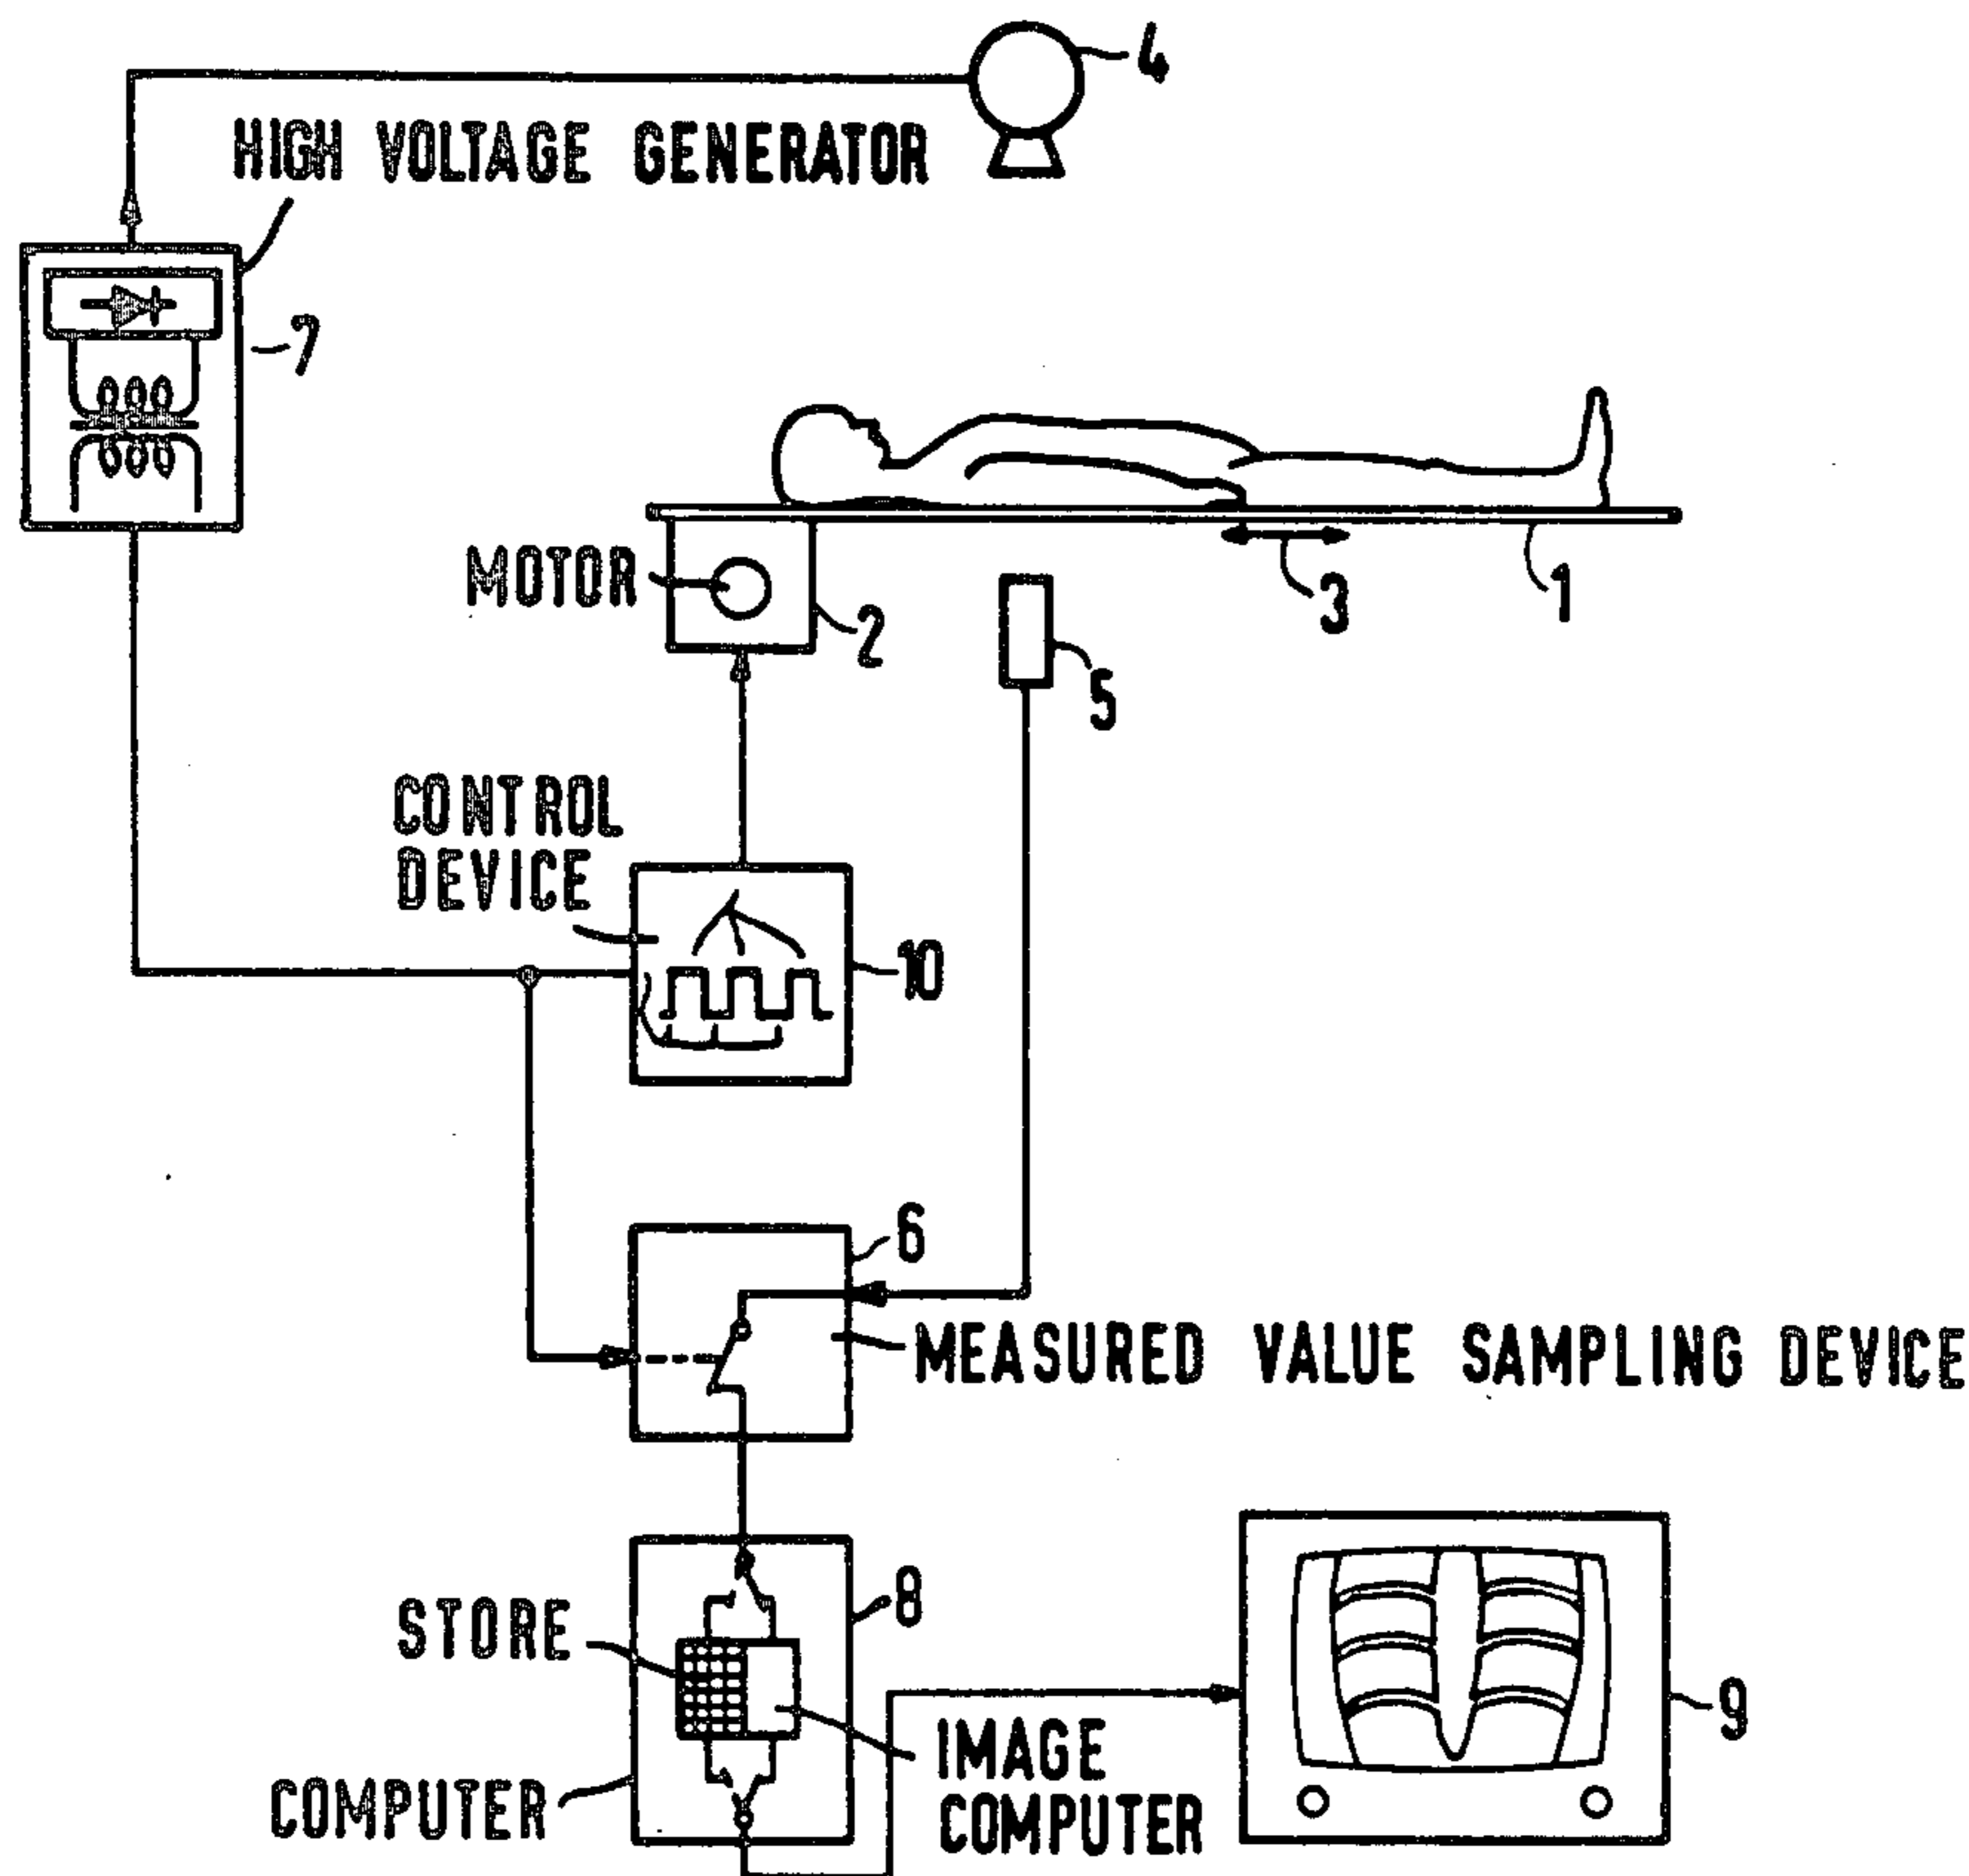 4
HIGH VOLTAGE GENERATOR
7
MOTOR
2
3
1
5
CONTROL
DEVICE
10
6
MEASURED VALUE SAMPLING DEVICE
8
STORE
9
IMAGE
COMPUTER
COMPUTER